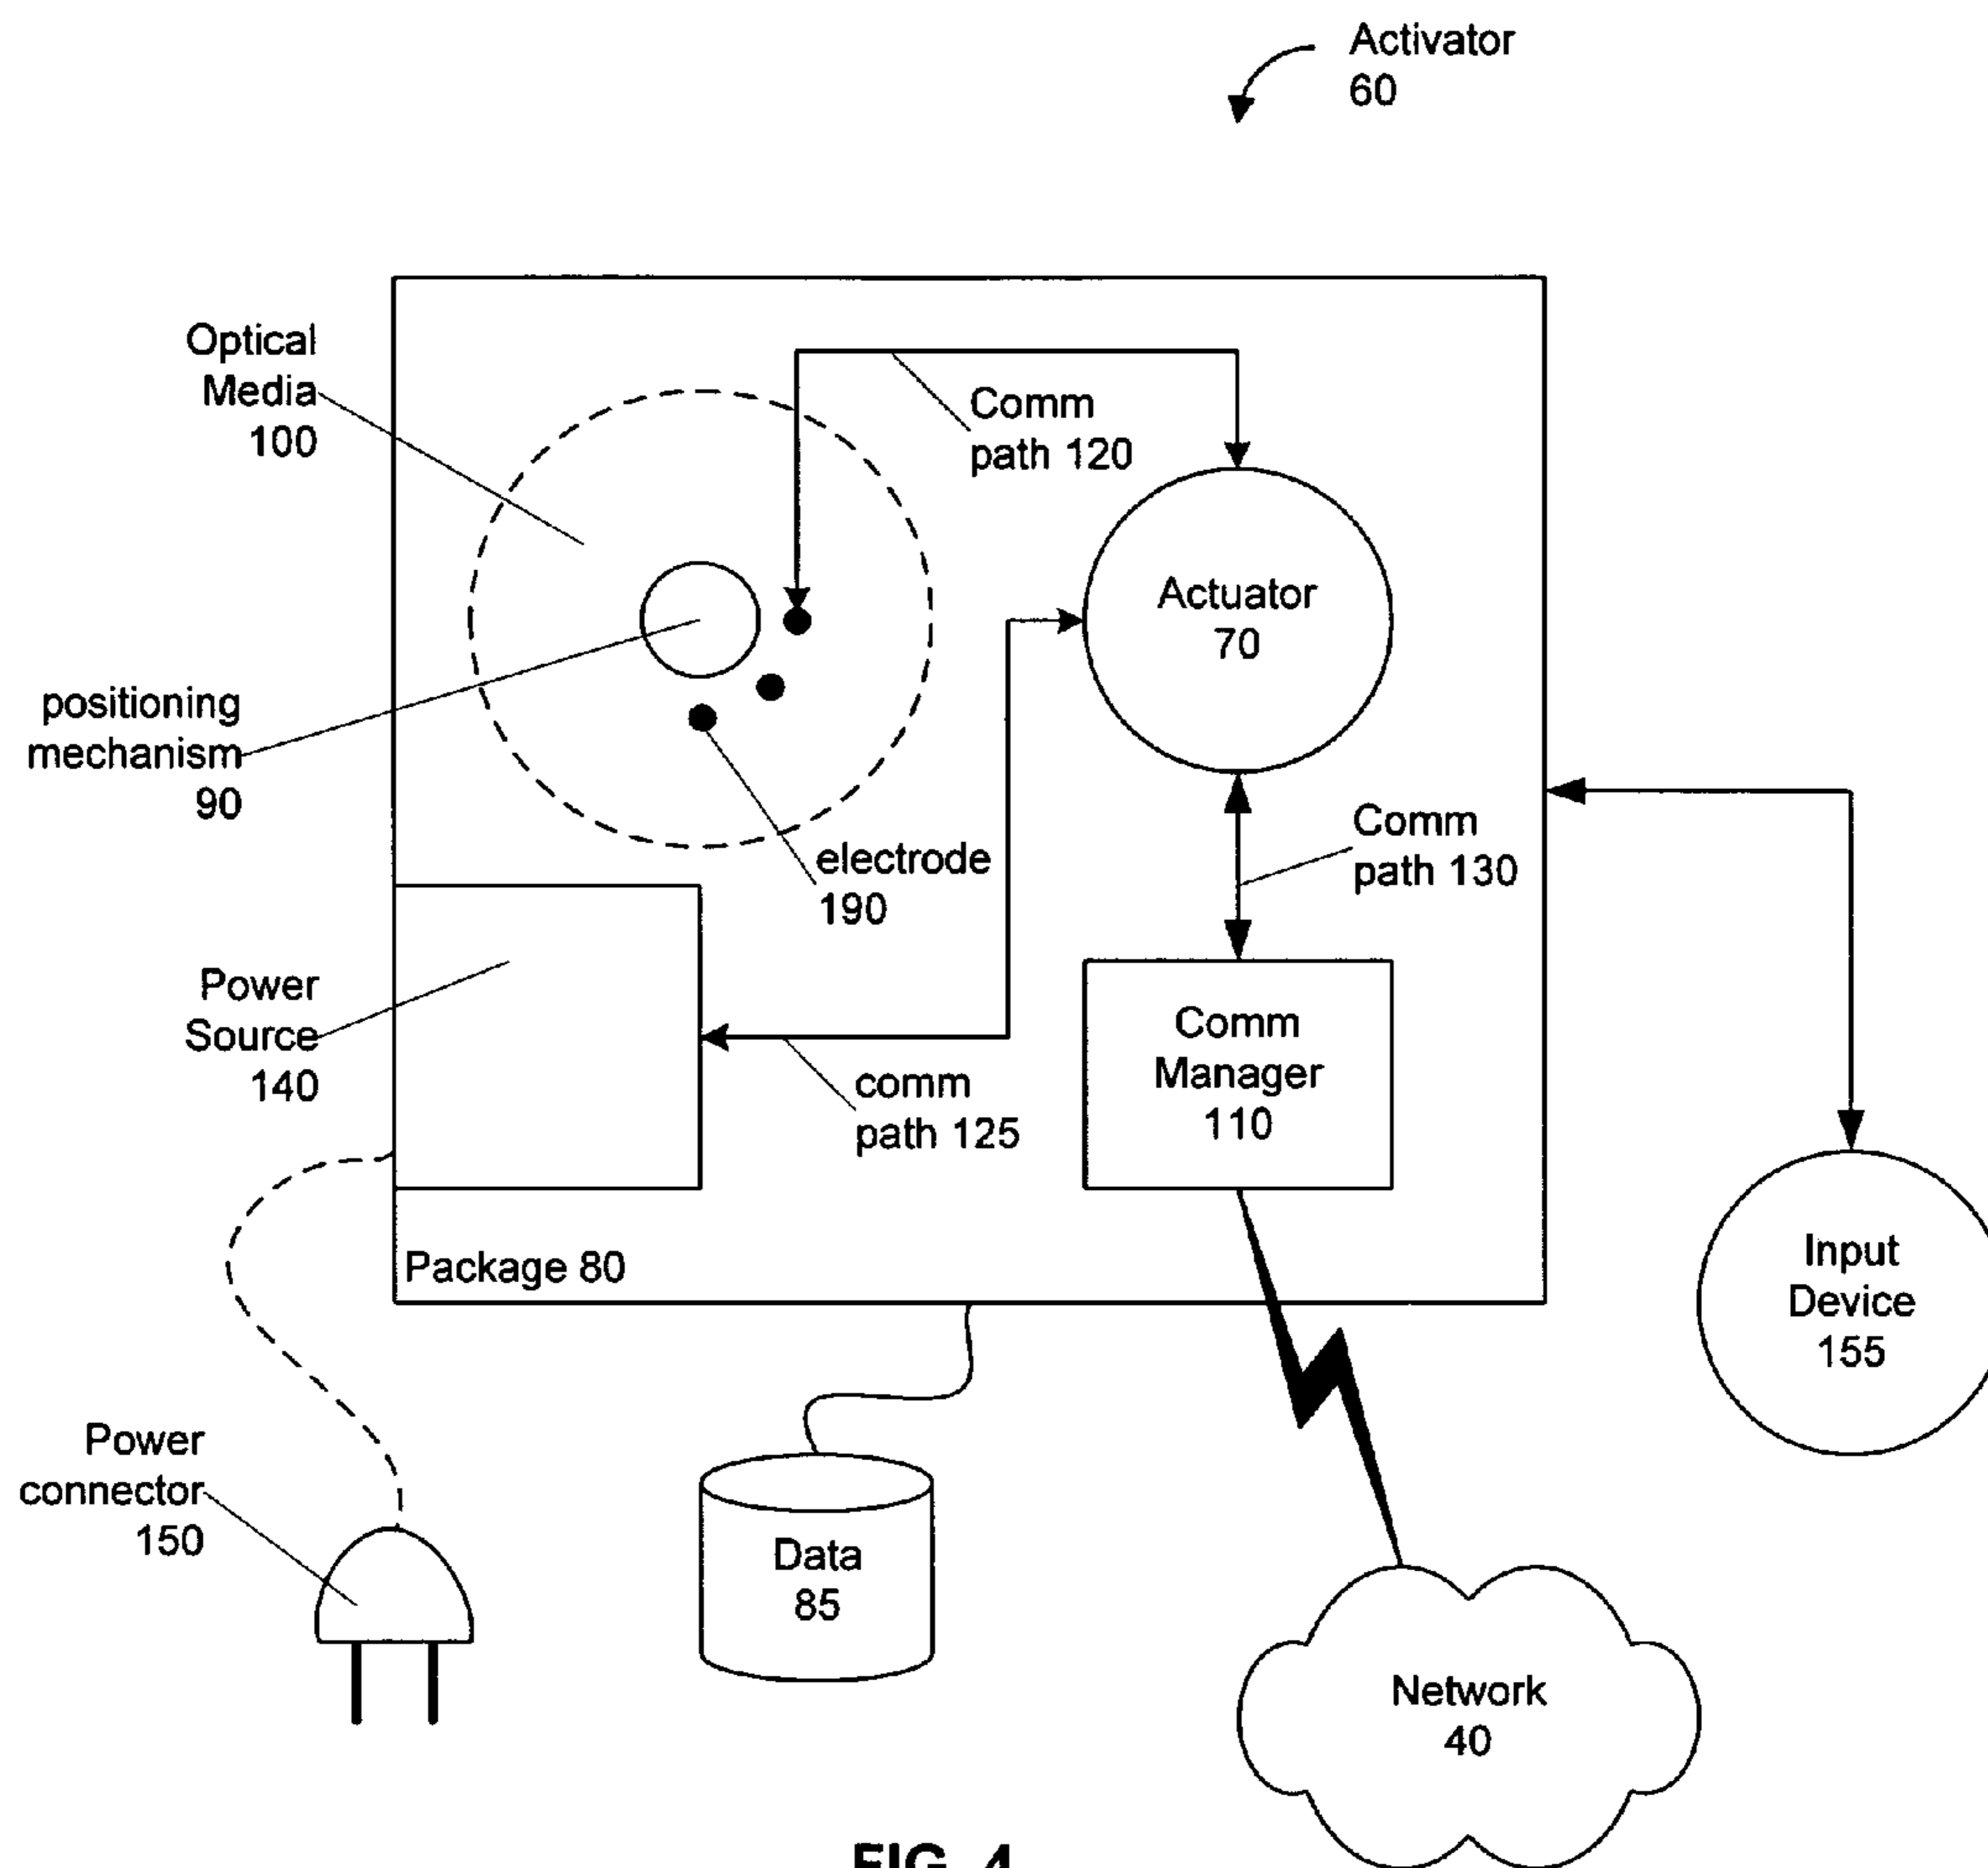 Activator
60
Optical
Media
100
Comm
path 120
Actuator
70
positioning
mechanism
90
electrode
190
Comm
path 130
Power
Source
140
comm
path 125
Comm
Manager
110
Package 80
Input
Device
155
Power
connector
150
Data
85
Network
40
FIG. 4